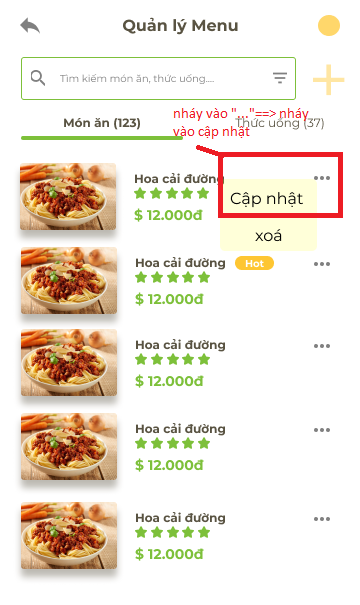 Quản lý Menu
Tìm kiếm món ăn, thức uống....
nháy vào "..."==> nháy
vào cập nhật
Món ăn (123)
Thức uống (37)
Hoa cải đường
Cập nhật
$ 12.000đ
xoá
Hoa cải đường
Hot
$ 12.000đ
Hoa cải đường
$ 12.000đ
Hoa cải đường
$ 12.000đ
Hoa cải đường
$ 12.000đ